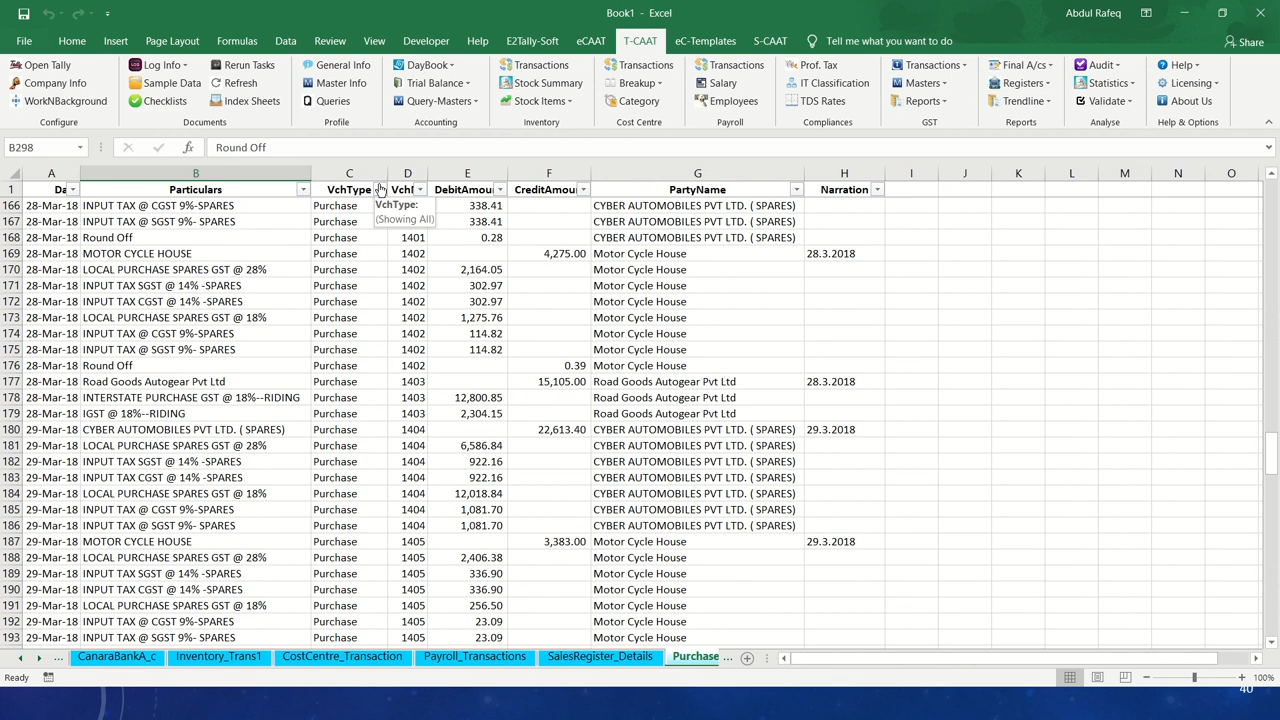 Book1 - Excel
Abdul Rafeq
File Home Insert Page Layout Formulas Data Review View Developer Help E2Tally-Soft eCAAT T-CAAT eC-Templates S-CAAT Tell me what you want to do Share
Open Tally Log Info Rerun Tasks General Info DayBook Transactions Transactions Transactions Prof. Tax Transactions Final A/cs Audit Help
Company Info Sample Data Refresh Master Info Trial Balance Stock Summary Breakup Salary IT Classification Masters Registers Statistics Licensing
WorkNBackground Checklists Index Sheets Queries Query-Masters Stock Items Category Employees TDS Rates Reports Trendline Validate About Us
Configure Documents Profile Accounting Inventory Cost Centre Payroll Compliances GST Reports Analyse Help & Options
B298 fx Round Off
A B C D E F G H I J K L M N O
1 Da Particulars VchType VchI DebitAmou CreditAmou PartyName Narration
166 28-Mar-18 INPUT TAX @ CGST 9%-SPARES Purchase 338.41 CYBER AUTOMOBILES PVT LTD. ( SPARES)
VchType:
(Showing All)
167 28-Mar-18 INPUT TAX @ SGST 9%- SPARES Purchase 338.41 CYBER AUTOMOBILES PVT LTD. ( SPARES)
168 28-Mar-18 Round Off Purchase 1401 0.28 CYBER AUTOMOBILES PVT LTD. ( SPARES)
169 28-Mar-18 MOTOR CYCLE HOUSE Purchase 1402 4,275.00 Motor Cycle House 28.3.2018
170 28-Mar-18 LOCAL PURCHASE SPARES GST @ 28% Purchase 1402 2,164.05 Motor Cycle House
171 28-Mar-18 INPUT TAX SGST @ 14% -SPARES Purchase 1402 302.97 Motor Cycle House
172 28-Mar-18 INPUT TAX CGST @ 14% -SPARES Purchase 1402 302.97 Motor Cycle House
173 28-Mar-18 LOCAL PURCHASE SPARES GST @ 18% Purchase 1402 1,275.76 Motor Cycle House
174 28-Mar-18 INPUT TAX @ CGST 9%-SPARES Purchase 1402 114.82 Motor Cycle House
175 28-Mar-18 INPUT TAX @ SGST 9%- SPARES Purchase 1402 114.82 Motor Cycle House
176 28-Mar-18 Round Off Purchase 1402 0.39 Motor Cycle House
177 28-Mar-18 Road Goods Autogear Pvt Ltd Purchase 1403 15,105.00 Road Goods Autogear Pvt Ltd 28.3.2018
178 28-Mar-18 INTERSTATE PURCHASE GST @ 18%--RIDING Purchase 1403 12,800.85 Road Goods Autogear Pvt Ltd
179 28-Mar-18 IGST @ 18%--RIDING Purchase 1403 2,304.15 Road Goods Autogear Pvt Ltd
180 29-Mar-18 CYBER AUTOMOBILES PVT LTD. ( SPARES) Purchase 1404 22,613.40 CYBER AUTOMOBILES PVT LTD. ( SPARES) 29.3.2018
181 29-Mar-18 LOCAL PURCHASE SPARES GST @ 28% Purchase 1404 6,586.84 CYBER AUTOMOBILES PVT LTD. ( SPARES)
182 29-Mar-18 INPUT TAX SGST @ 14% -SPARES Purchase 1404 922.16 CYBER AUTOMOBILES PVT LTD. ( SPARES)
183 29-Mar-18 INPUT TAX CGST @ 14% -SPARES Purchase 1404 922.16 CYBER AUTOMOBILES PVT LTD. ( SPARES)
184 29-Mar-18 LOCAL PURCHASE SPARES GST @ 18% Purchase 1404 12,018.84 CYBER AUTOMOBILES PVT LTD. ( SPARES)
185 29-Mar-18 INPUT TAX @ CGST 9%-SPARES Purchase 1404 1,081.70 CYBER AUTOMOBILES PVT LTD. ( SPARES)
186 29-Mar-18 INPUT TAX @ SGST 9%- SPARES Purchase 1404 1,081.70 CYBER AUTOMOBILES PVT LTD. ( SPARES)
187 29-Mar-18 MOTOR CYCLE HOUSE Purchase 1405 3,383.00 Motor Cycle House 29.3.2018
188 29-Mar-18 LOCAL PURCHASE SPARES GST @ 28% Purchase 1405 2,406.38 Motor Cycle House
189 29-Mar-18 INPUT TAX SGST @ 14% -SPARES Purchase 1405 336.90 Motor Cycle House
190 29-Mar-18 INPUT TAX CGST @ 14% -SPARES Purchase 1405 336.90 Motor Cycle House
191 29-Mar-18 LOCAL PURCHASE SPARES GST @ 18% Purchase 1405 256.50 Motor Cycle House
192 29-Mar-18 INPUT TAX @ CGST 9%-SPARES Purchase 1405 23.09 Motor Cycle House
193 29-Mar-18 INPUT TAX @ SGST 9%- SPARES Purchase 1405 23.09 Motor Cycle House
... CanaraBankA_c Inventory_Trans1 CostCentre_Transaction Payroll_Transactions SalesRegister_Details Purchase ...
Ready 100%
40